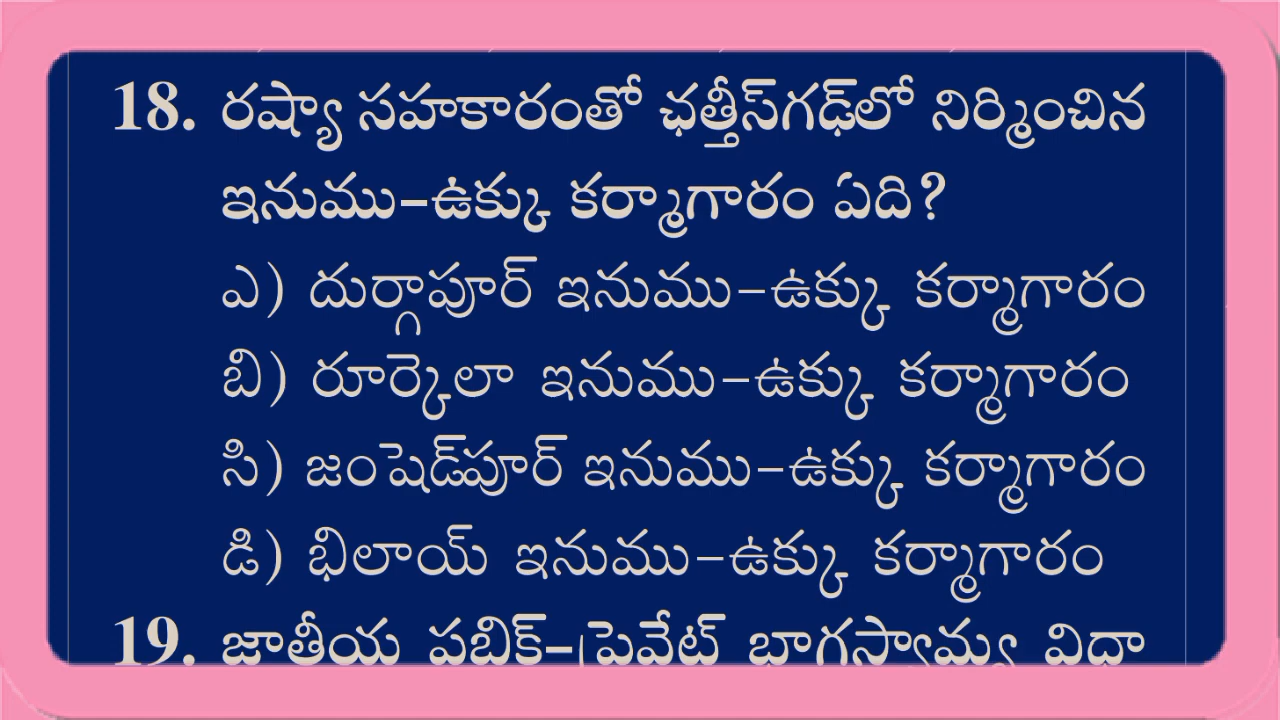 18. రష్యా సహకారంతో ఛత్తీస్‌గఢ్‌లో నిర్మించిన
ఇనుము-ఉక్కు కర్మాగారం ఏది?
ఎ) దుర్గాపూర్ ఇనుము-ఉక్కు కర్మాగారం
బి) రూర్కెలా ఇనుము-ఉక్కు కర్మాగారం
సి) జంషెడ్‌పూర్ ఇనుము-ఉక్కు కర్మాగారం
డి) భిలాయ్ ఇనుము-ఉక్కు కర్మాగారం
19. జాతీయ పబ్లిక్-ప్రైవేట్ భాగస్వామ్య విధా